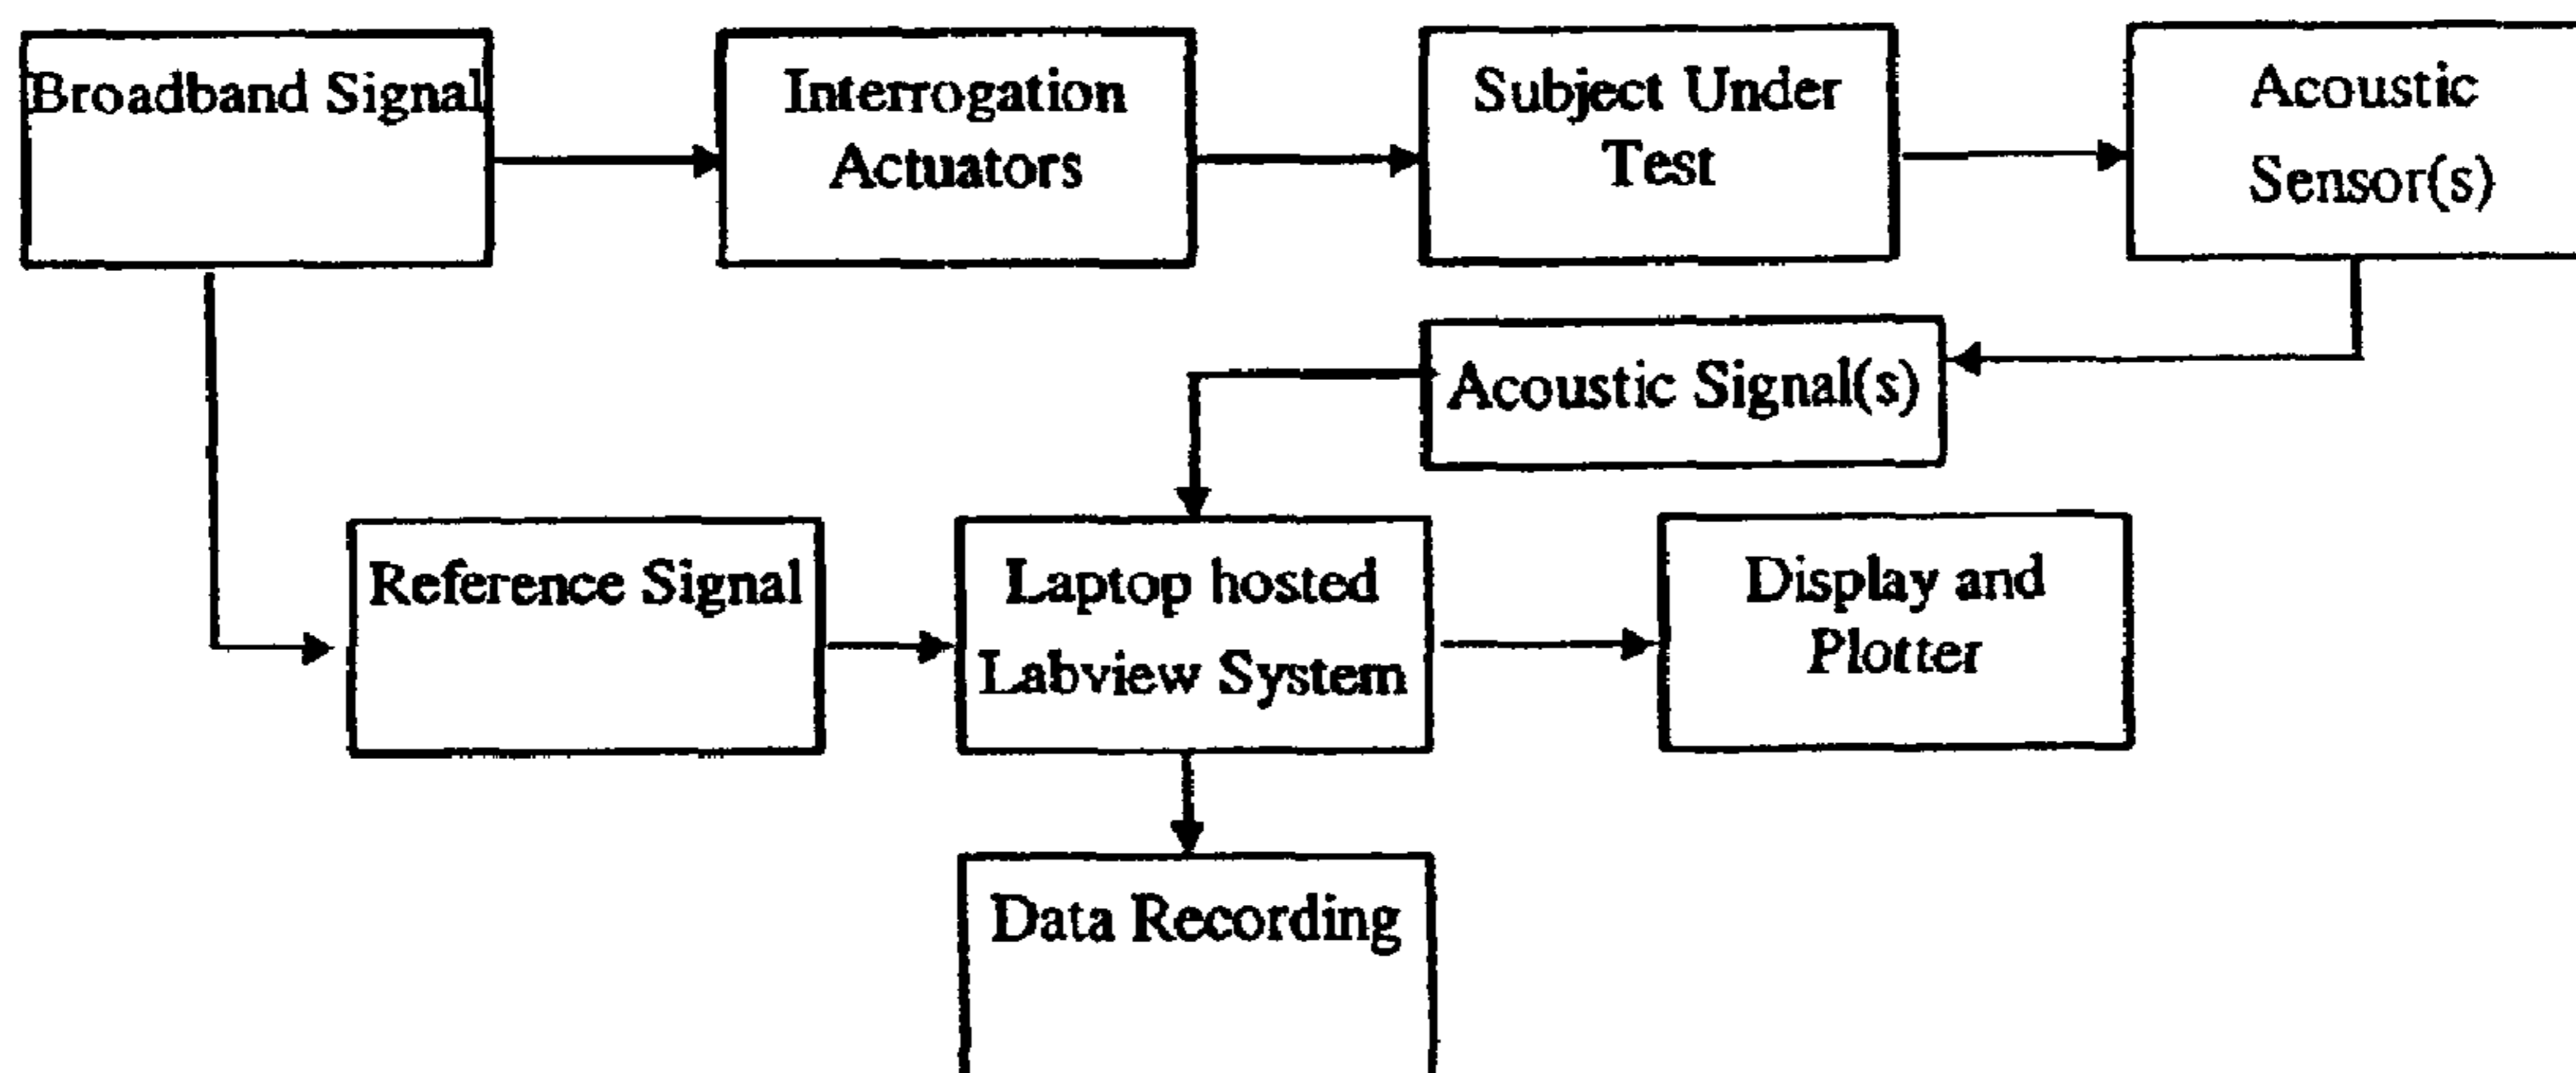 Broadband Signal
Interrogation
Actuators
Subject Under
Test
Acoustic
Sensor(s)
Acoustic Signal(s)
Reference Signal
Laptop hosted
Labview System
Display and
Plotter
Data Recording